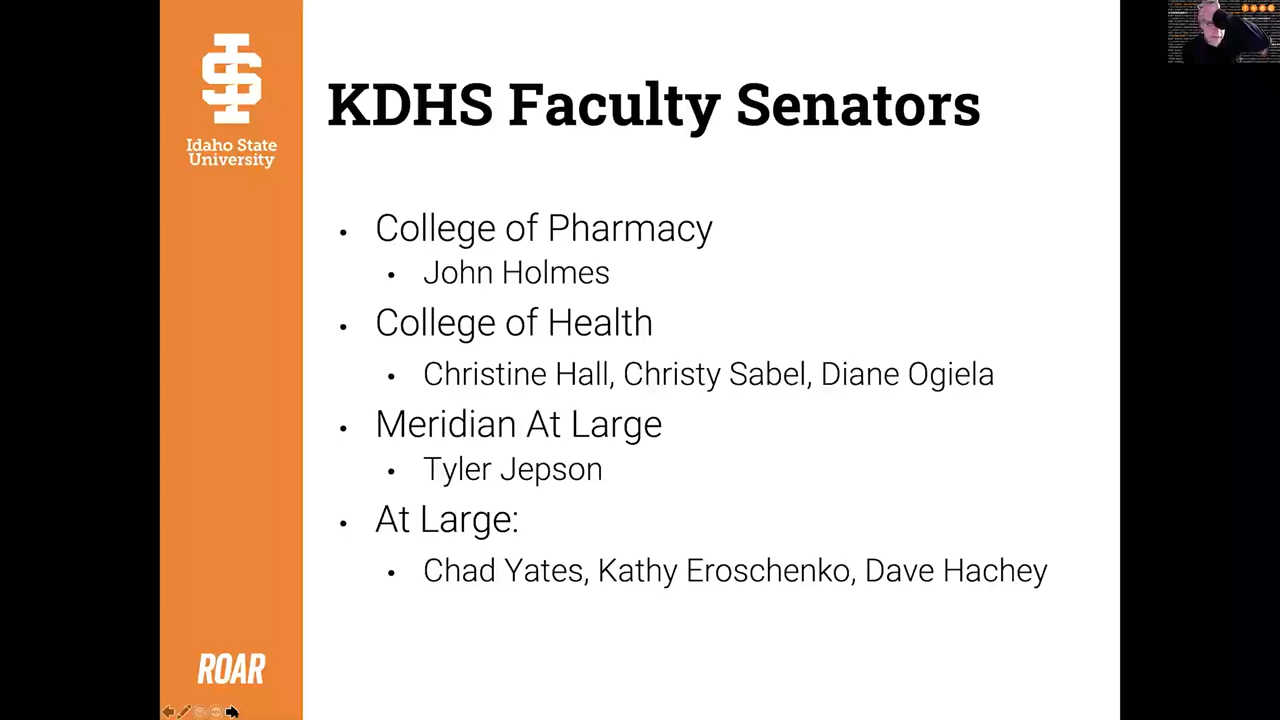 KDHS Faculty Senators
Idaho State
University
• College of Pharmacy
• John Holmes
• College of Health
• Christine Hall, Christy Sabel, Diane Ogiela
• Meridian At Large
• Tyler Jepson
• At Large:
• Chad Yates, Kathy Eroschenko, Dave Hachey
ROAR